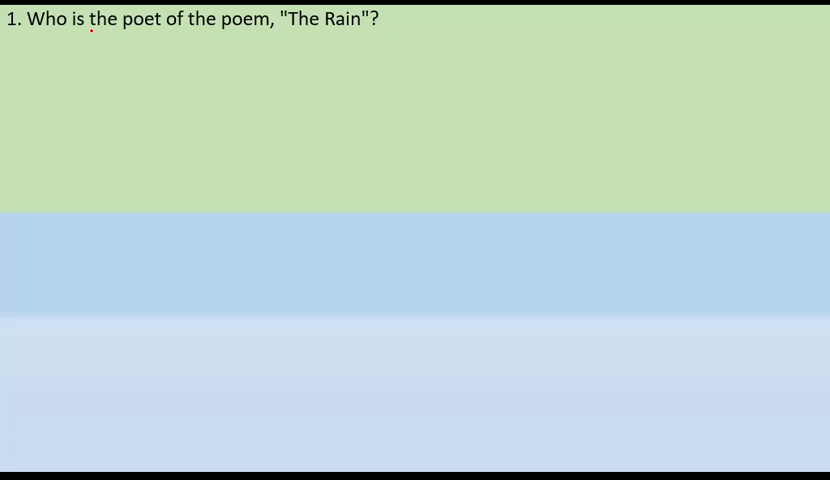 1. Who is the poet of the poem, "The Rain"?